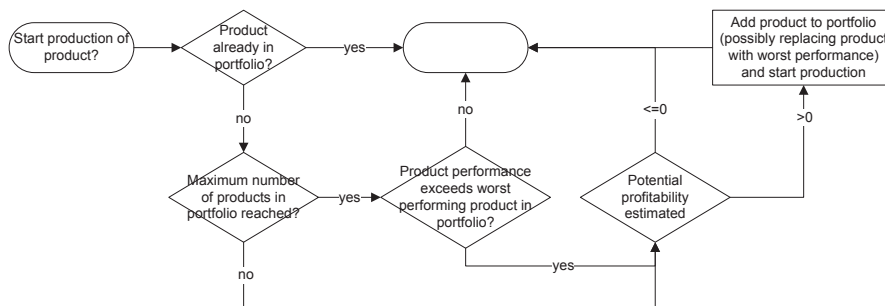 Start production of
product?
Product
already in
portfolio?
yes
Add product to portfolio
(possibly replacing product
with worst performance)
and start production
no
no
<=0
>0
Maximum number
of products in
portfolio reached?
yes
Product performance
exceeds worst
performing product in
portfolio?
Potential
profitability
estimated
yes
no